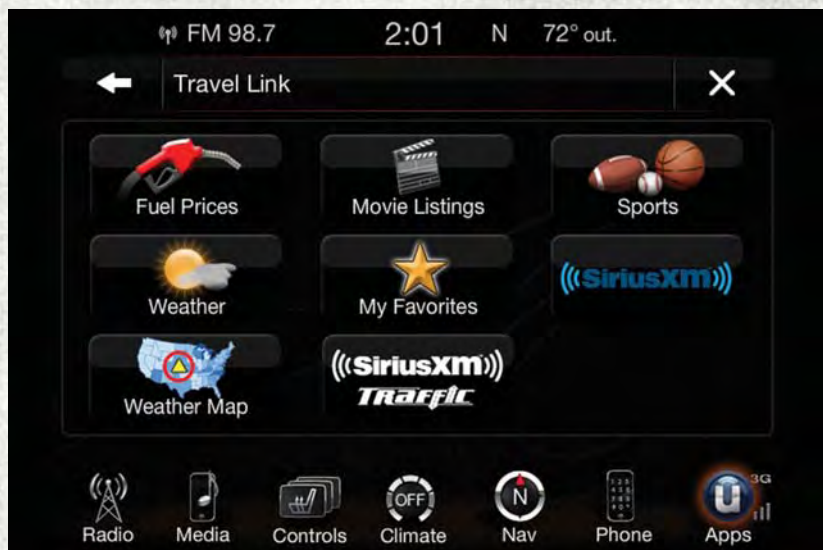 FM 98.7 2:01 N 72° out.
Travel Link
Fuel Prices Movie Listings Sports
Weather My Favorites ((SiriusXM))
Weather Map ((SiriusXM))
Traffic
OFF N u 3G
Radio Media Controls Climate Nav Phone Apps